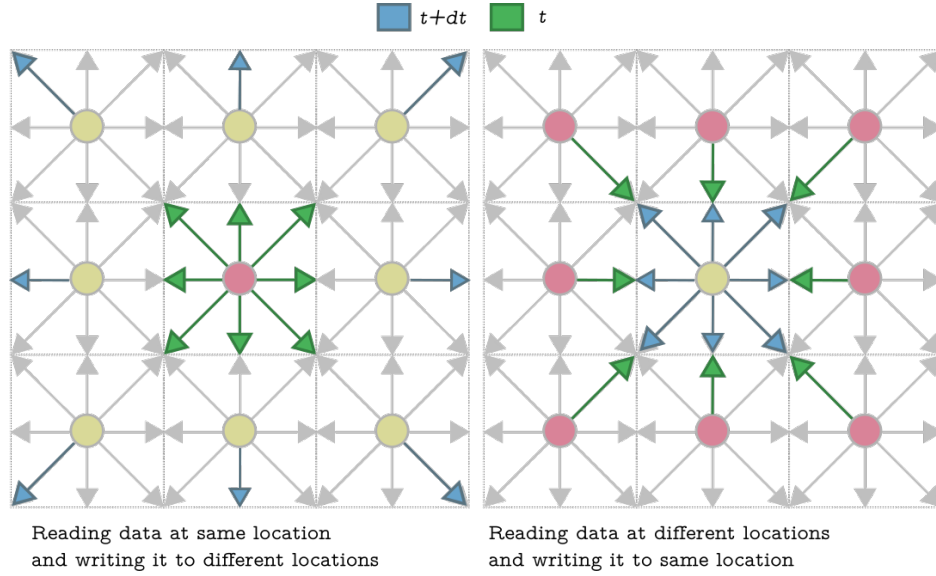 t+dt t
Reading data at same location
and writing it to different locations
Reading data at different locations
and writing it to same location